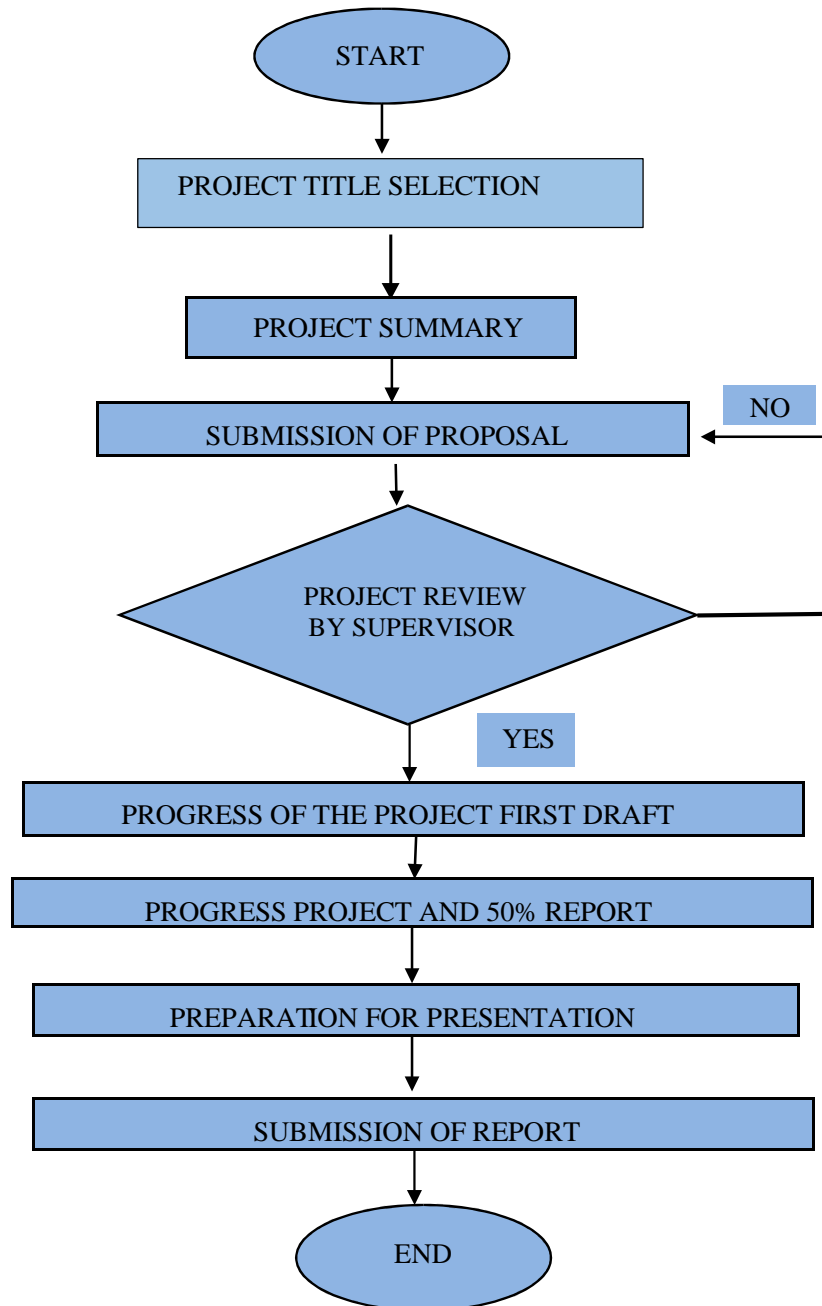 START
PROJECT TITLE SELECTION
PROJECT SUMMARY
NO
SUBMISSION OF PROPOSAL
PROJECT REVIEW
BY SUPERVISOR
YES
PROGRESS OF THE PROJECT FIRST DRAFT
PROGRESS PROJECT AND 50% REPORT
PREPARATION FOR PRESENTATION
SUBMISSION OF REPORT
END